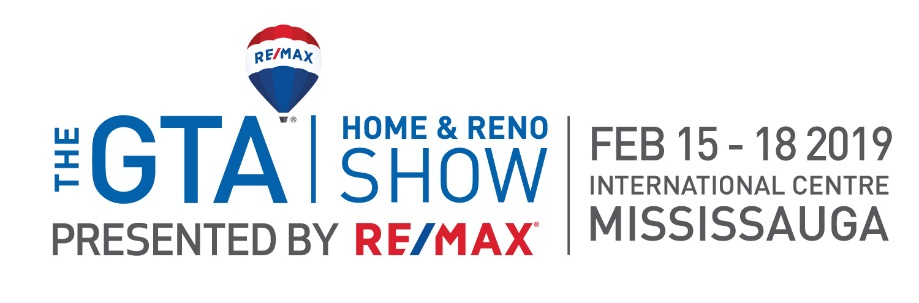 RE/MAX
THE
GTA
HOME & RENO
SHOW
PRESENTED BY RE/MAX®
FEB 15 - 18 2019
INTERNATIONAL CENTRE
MISSISSAUGA